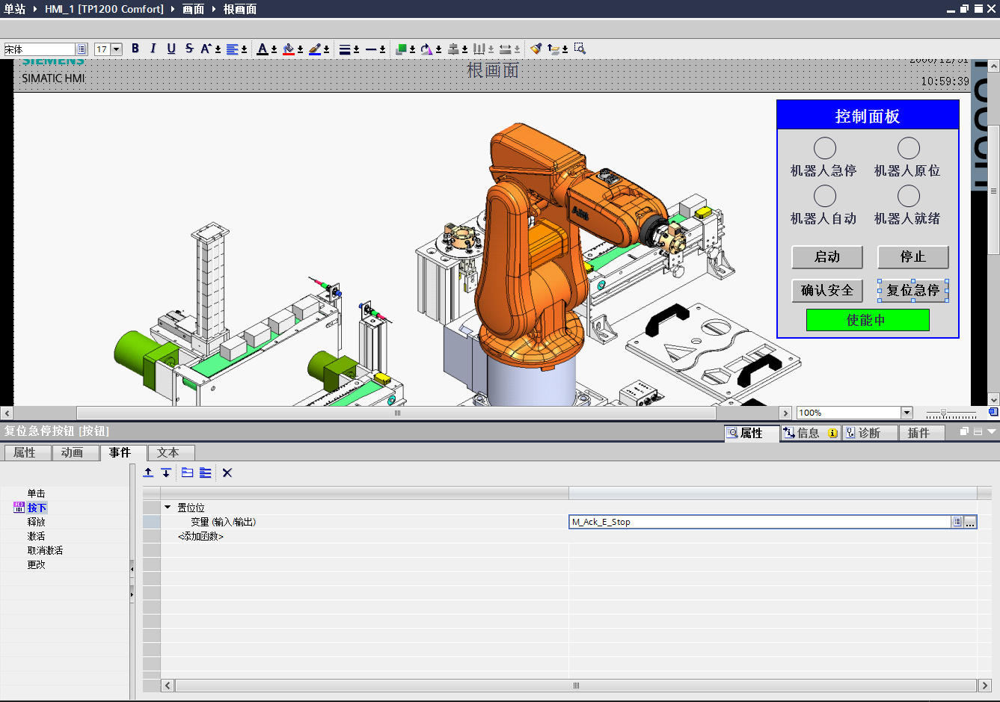 单站 ▸ HMI_1 [TP1200 Comfort] ▸ 画面 ▸ 根画面
宋体 17 B I U S A A
SIEMENS
SIMATIC HMI
根画面
2000/12/31
10:59:39
TOUCH
控制面板
机器人急停 机器人原位
机器人自动 机器人就绪
启动 停止
确认安全 复位急停
使能中
ABB
100%
复位急停按钮 [按钮]
属性 信息 诊断 插件
属性 动画 事件 文本
单击
按下
释放
激活
取消激活
更改
置位位
变量 (输入/输出) M_Ack_E_Stop
<添加函数>